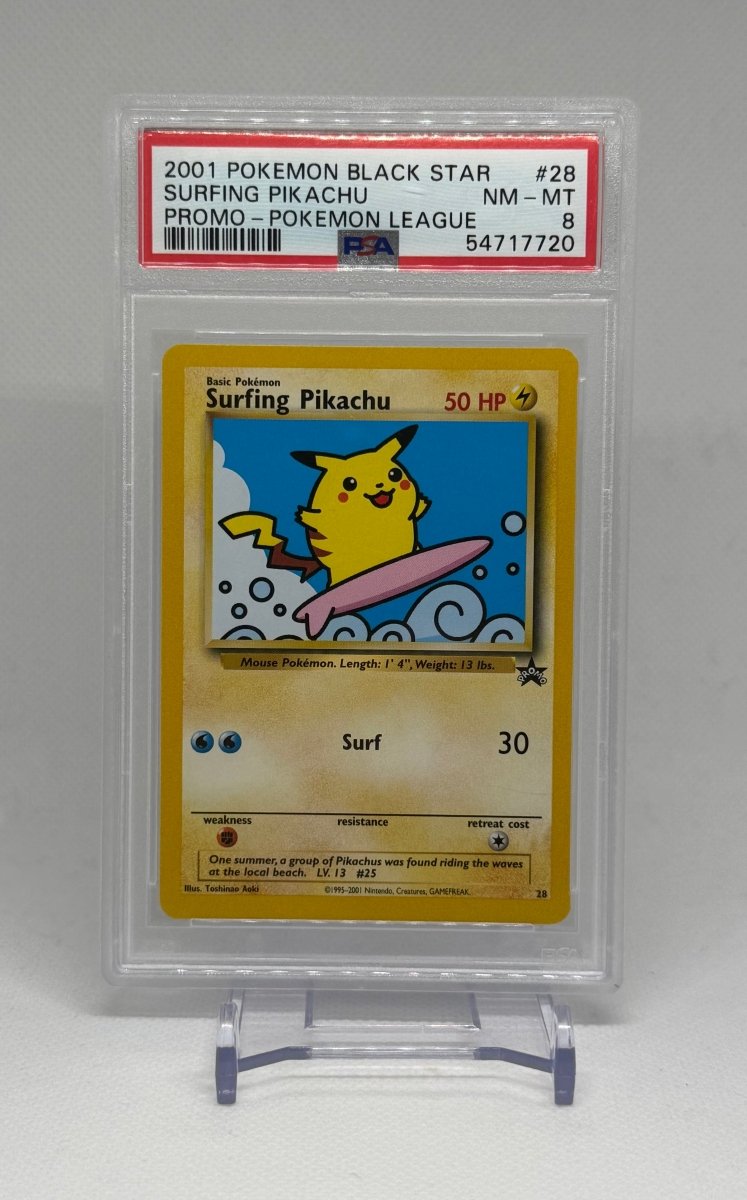 2001 POKEMON BLACK STAR #28
SURFING PIKACHU NM - MT
PROMO - POKEMON LEAGUE 8
PSA 54717720
Basic Pokémon
Surfing Pikachu 50 HP
Mouse Pokémon. Length: 1' 4", Weight: 13 lbs.
PROMO
Surf 30
weakness resistance retreat cost
One summer, a group of Pikachus was found riding the waves
at the local beach. LV. 13 #25
Illus. Toshinao Aoki ©1995-2001 Nintendo, Creatures, GAMEFREAK. 28
PSA